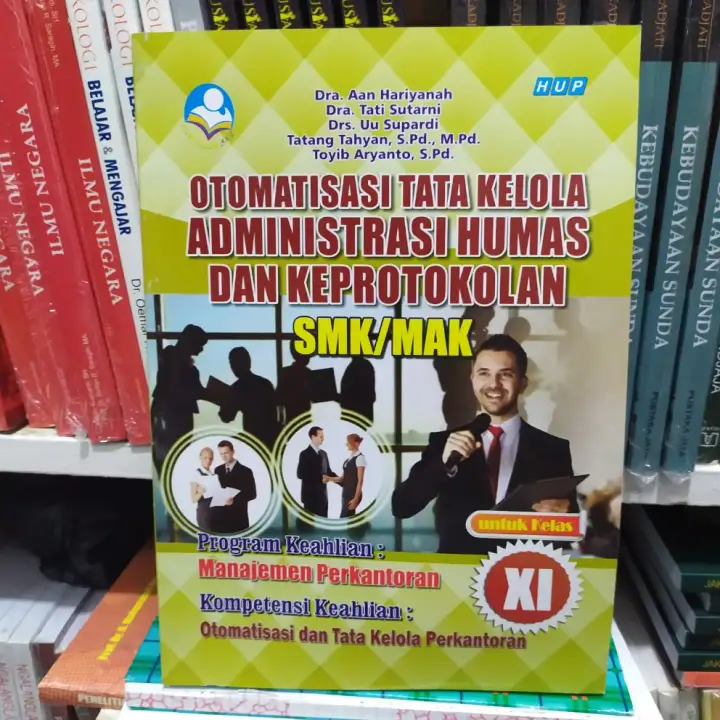 Dra. Aan Hariyanah
Dra. Tati Sutarni
Drs. Uu Supardi
Tatang Tahyan, S.Pd., M.Pd.
Toyib Aryanto, S.Pd.
HUP
OTOMATISASI TATA KELOLA
ADMINISTRASI HUMAS
DAN KEPROTOKOLAN
SMK/MAK
untuk Kelas
XI
Program Keahlian :
Manajemen Perkantoran
Kompetensi Keahlian :
Otomatisasi dan Tata Kelola Perkantoran
ILMU NEGARA
ILMU NEGARA
ILMU NEGARA
BELAJAR & MENGAJAR
KEBUDAYAAN SUNDA
KEBUDAYAAN SUNDA